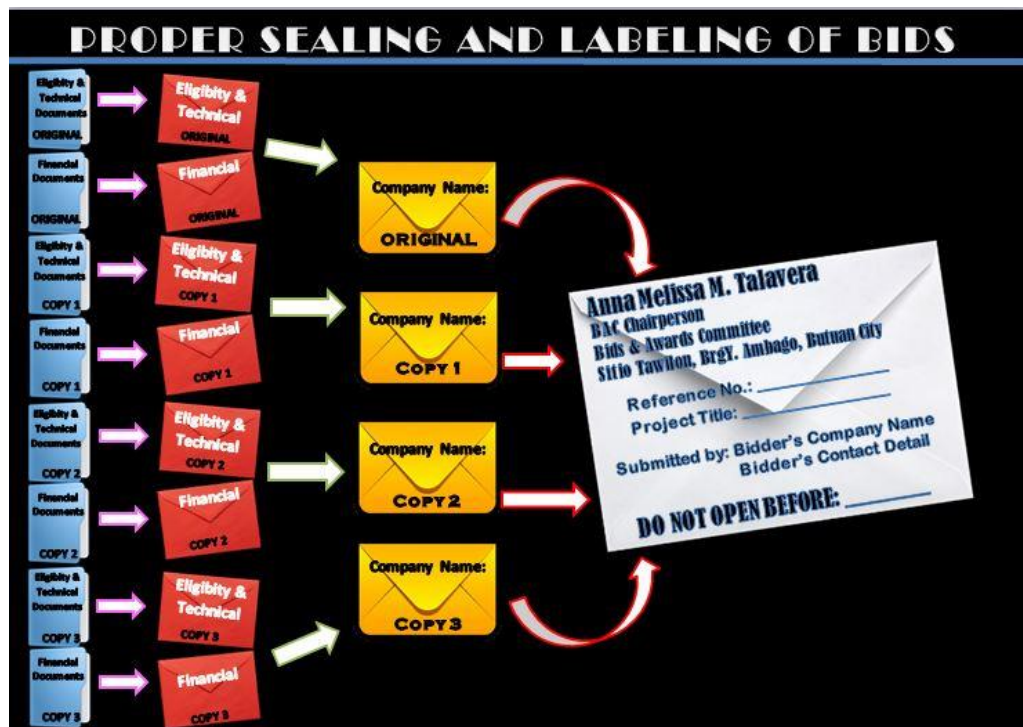 PROPER SEALING AND LABELING OF BIDS
Eligibity &
Technical
Documents
ORIGINAL
Eligibity &
Technical
ORIGINAL
Financial
Documents
ORIGINAL
Financial
ORIGINAL
Company Name:
ORIGINAL
Eligibity &
Technical
Documents
COPY 1
Eligibity &
Technical
COPY 1
Financial
Documents
COPY 1
Financial
COPY 1
Company Name:
COPY 1
Eligibity &
Technical
Documents
COPY 2
Eligibity &
Technical
COPY 2
Financial
Documents
COPY 2
Financial
COPY 2
Company Name:
COPY 2
Eligibity &
Technical
Documents
COPY 3
Eligibity &
Technical
COPY 3
Financial
Documents
COPY 3
Financial
COPY 3
Company Name:
COPY 3
Anna Melissa M. Talavera
BAC Chairperson
Bids & Awards Committee
Sitio Tawilon, BrgY. Ambago, Butuan City
Reference No.:
Project Title:
Submitted by: Bidder's Company Name
Bidder's Contact Detail
DO NOT OPEN BEFORE: